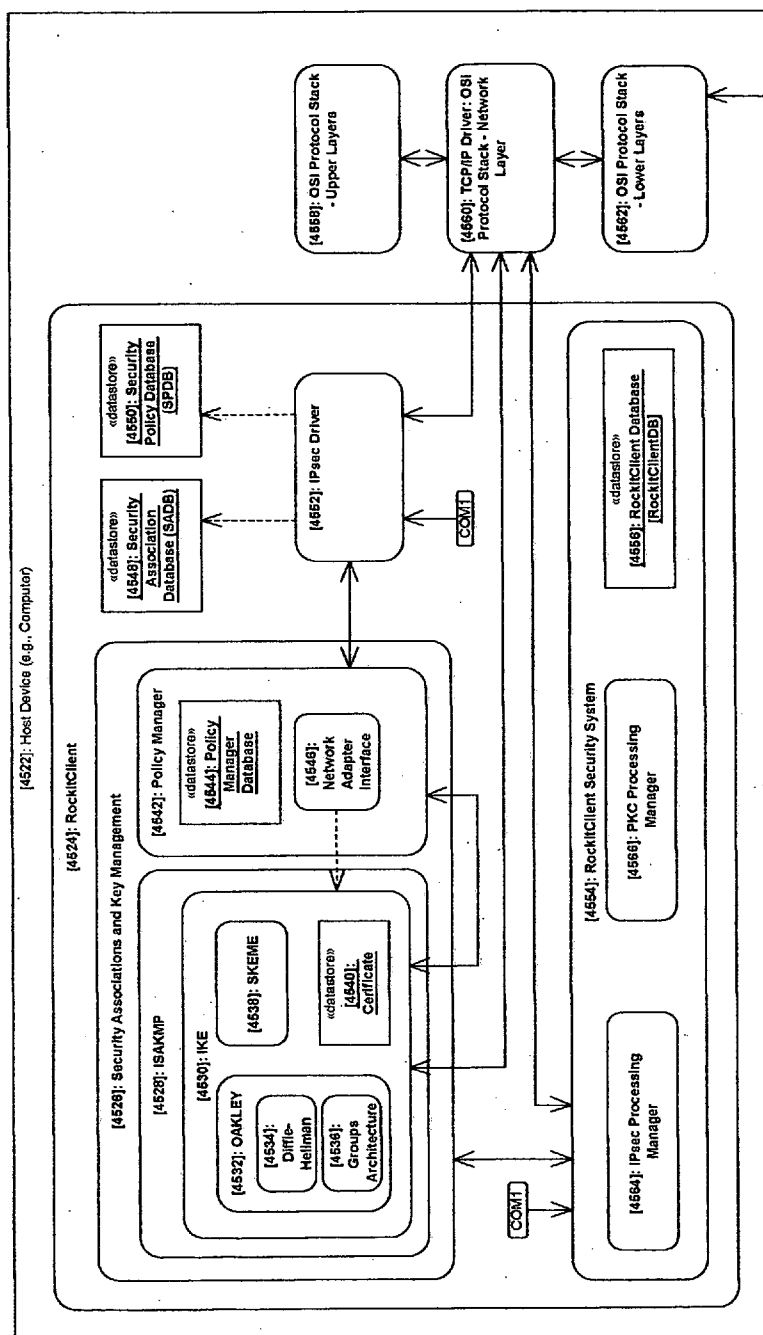 [4522]: Host Device (e.g., Computer)
[4524]: RockitClient
[4526]: Security Associations and Key Management
[4528]: ISAKMP
[4530]: IKE
[4532]: OAKLEY
[4534]:
Diffie-
Hellman
[4536]:
Groups
Architecture
[4538]: SKEME
«datastore»
[4540]:
Cerificate
[4542]: Policy Manager
«datastore»
[4544]: Policy
Manager
Database
[4546]:
Network
Adapter
Interface
«datastore»
[4548]: Security
Association
Database (SADB)
«datastore»
[4550]: Security
Policy Database
(SPDB)
[4552]: IPsec Driver
COM1
[4558]: OSI Protocol Stack
- Upper Layers
[4560]: TCP/IP Driver: OSI
Protocol Stack - Network
Layer
[4562]: OSI Protocol Stack
- Lower Layers
COM1
[4554]: RockitClient Security System
[4564]: IPsec Processing
Manager
[4566]: PKC Processing
Manager
«datastore»
[4556]: RockitClient Database
[RockitClientDB]